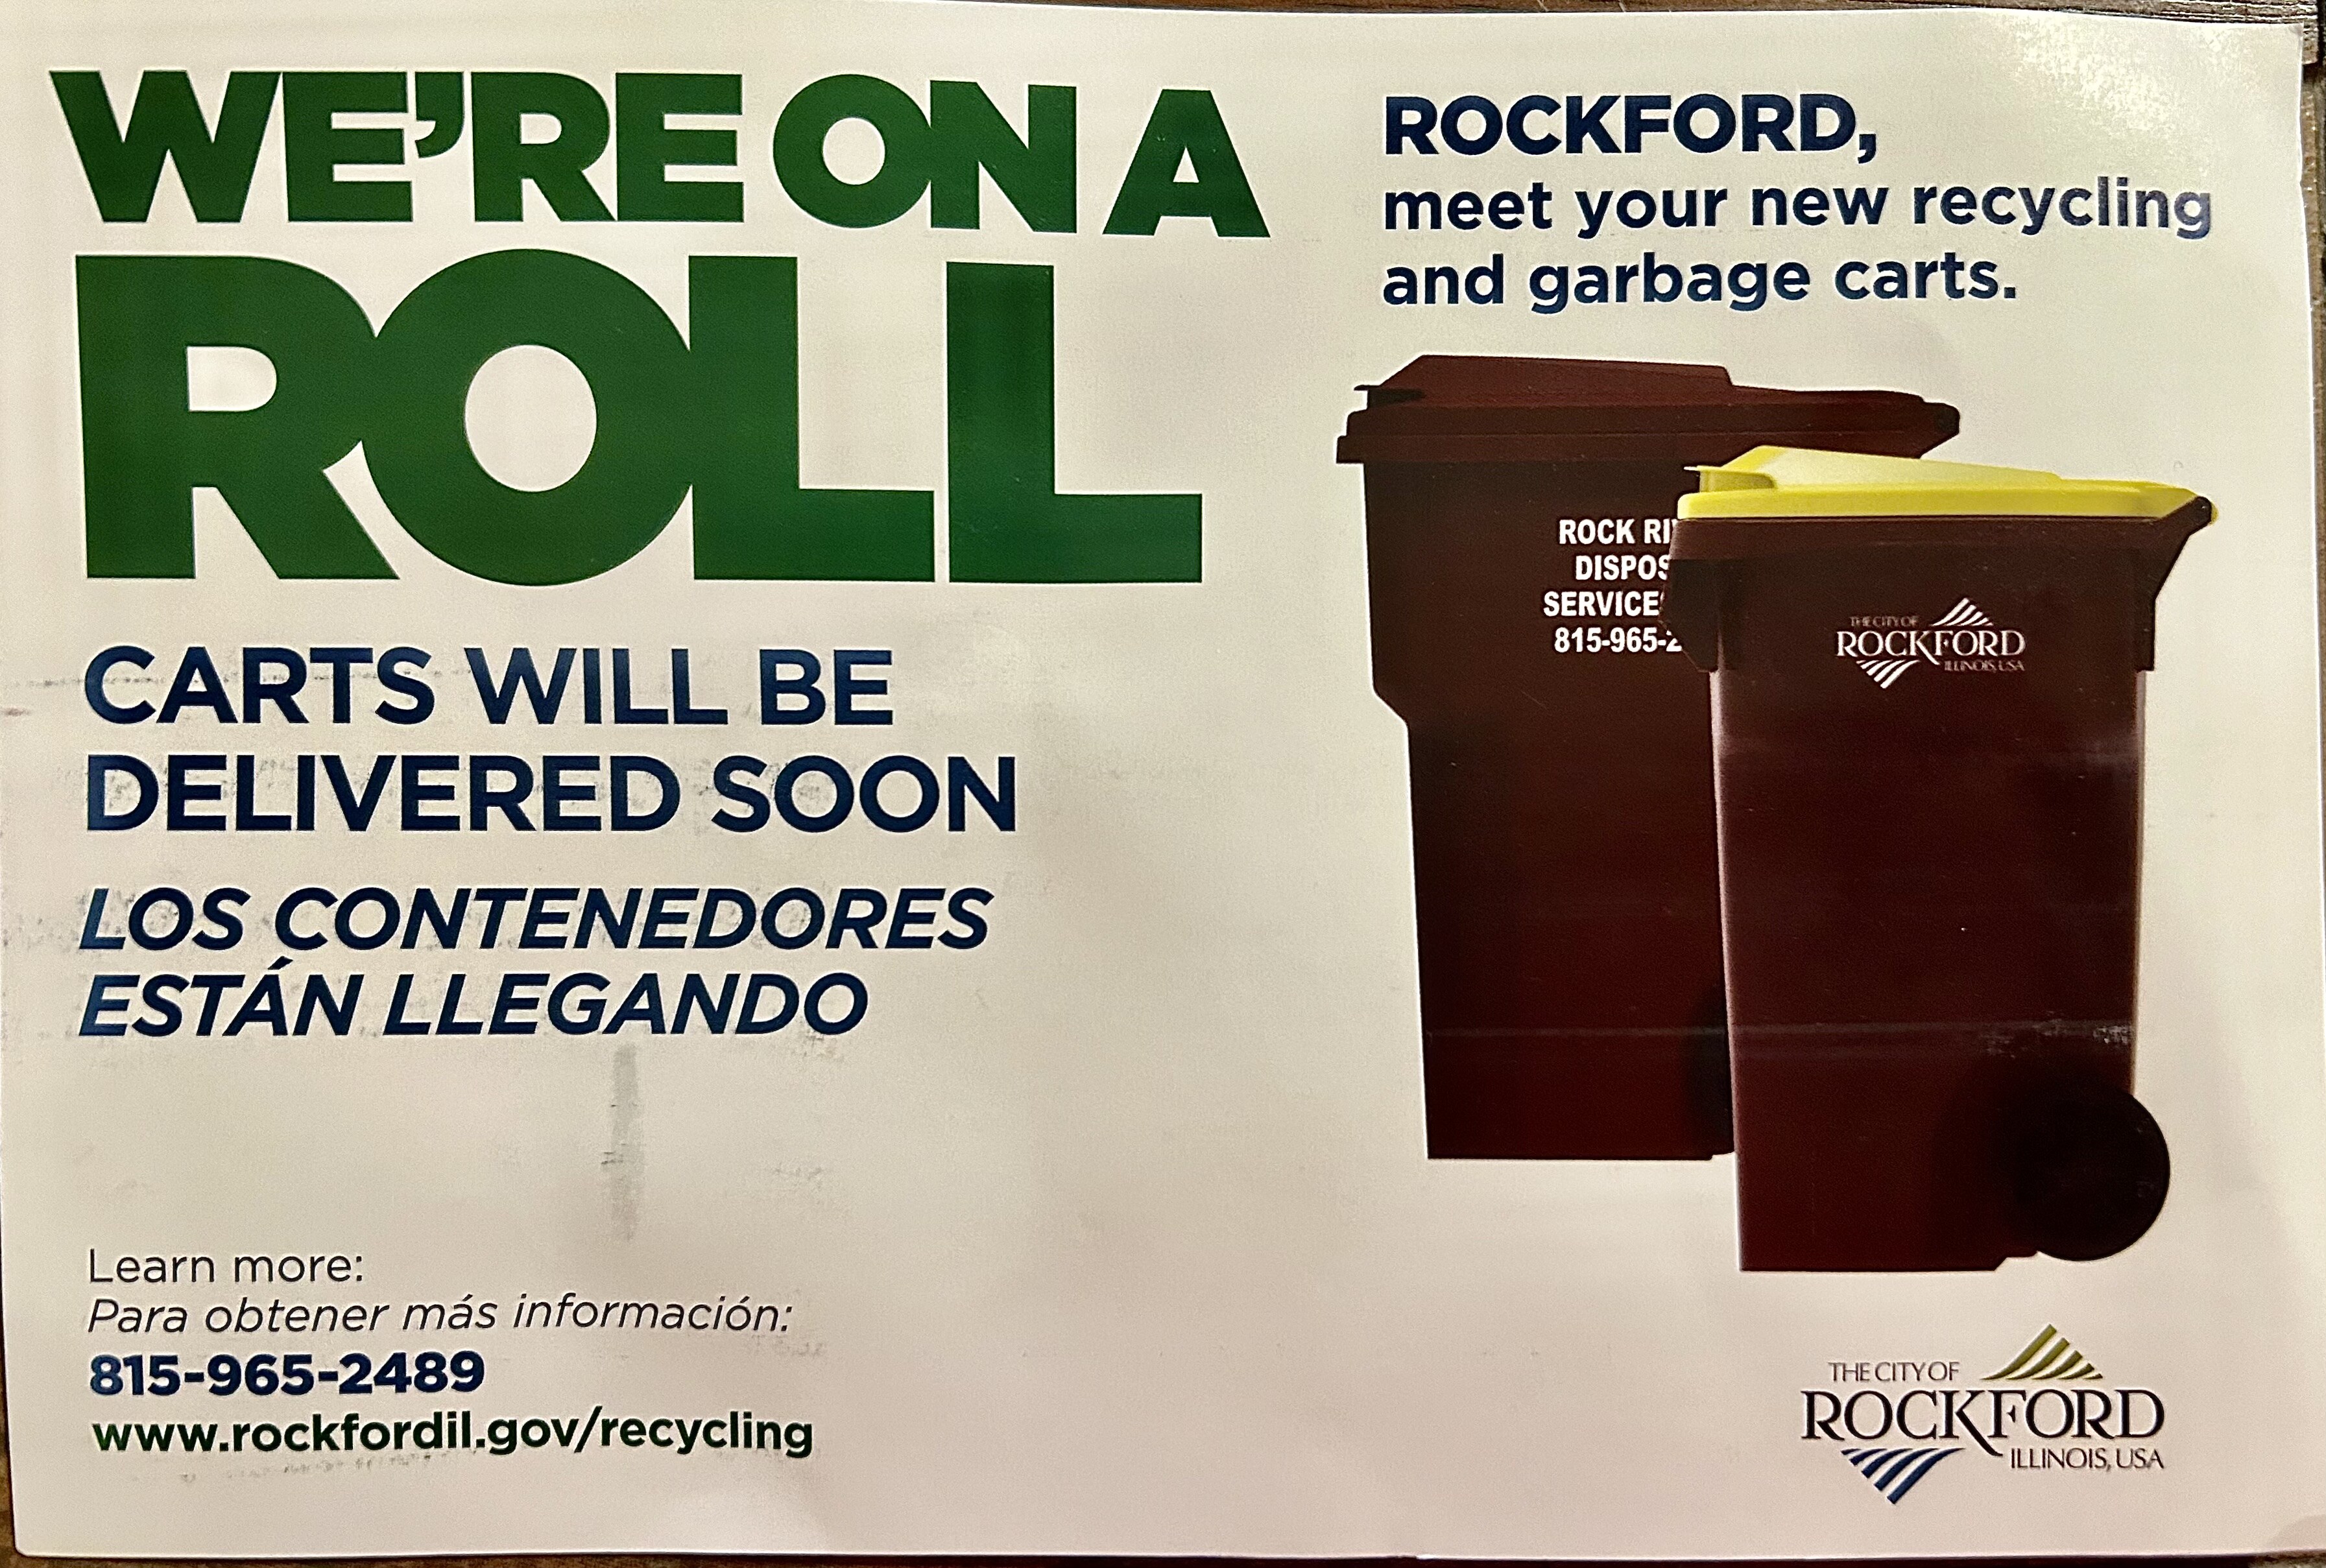 WE'RE ON A
ROLL
CARTS WILL BE
DELIVERED SOON
LOS CONTENEDORES
ESTÁN LLEGANDO
Learn more:
Para obtener más información:
815-965-2489
www.rockfordil.gov/recycling
ROCKFORD,
meet your new recycling
and garbage carts.
ROCK RI
DISPOS
SERVICE
815-965-2
THE CITY OF
ROCKFORD
ILLINOIS, USA
THE CITY OF
ROCKFORD
ILLINOIS, USA